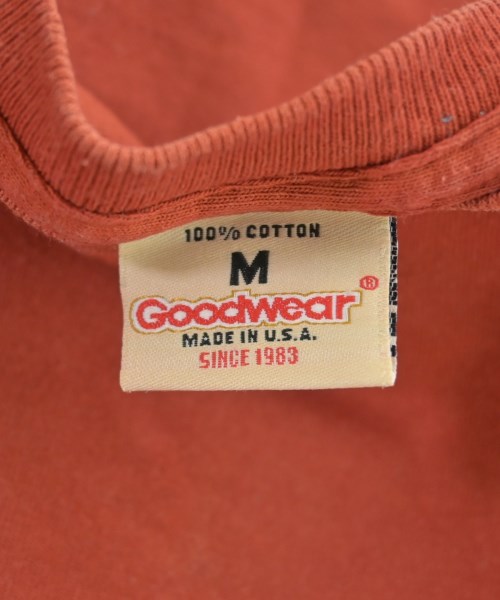 100% COTTON
M
Goodwear®
MADE IN U.S.A.
SINCE 1983